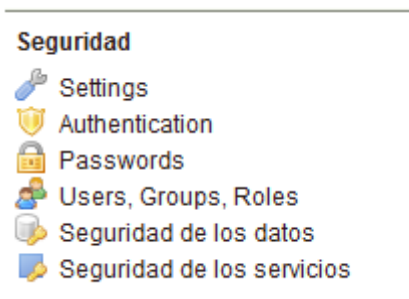 Seguridad
Settings
Authentication
Passwords
Users, Groups, Roles
Seguridad de los datos
Seguridad de los servicios